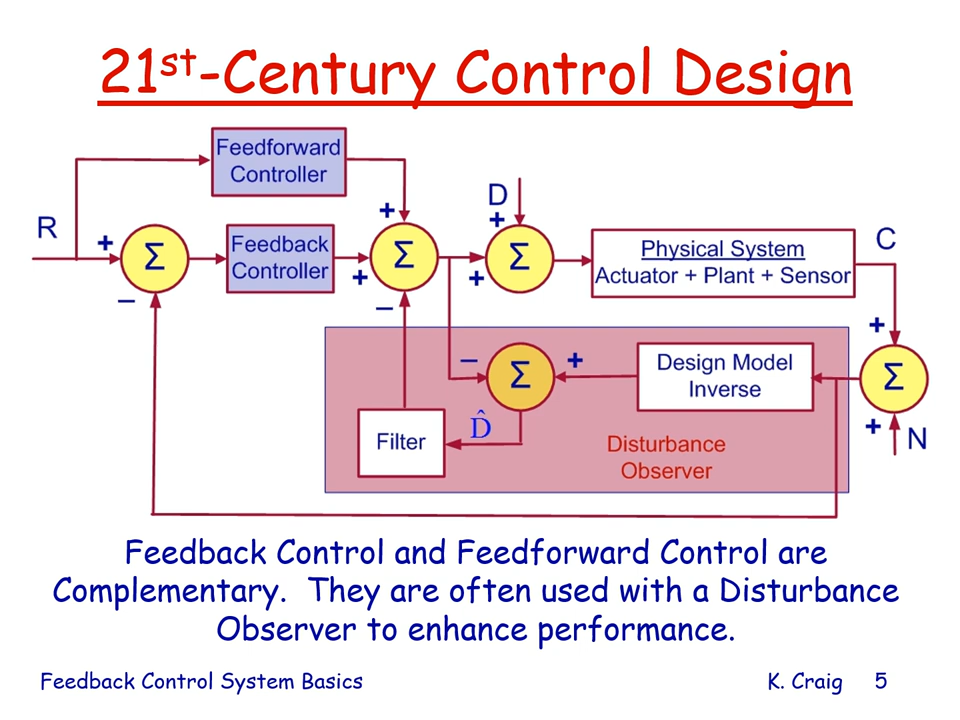 21st-Century Control Design
Feedforward
Controller
D
R
+
+
+
Σ
Feedback
Controller
+
Σ
+
Σ
Physical System
Actuator + Plant + Sensor
C
–
–
+
–
Σ
+
Design Model
Inverse
Σ
Filter
D̂
Disturbance
Observer
+
N
Feedback Control and Feedforward Control are
Complementary. They are often used with a Disturbance
Observer to enhance performance.
Feedback Control System Basics
K. Craig 5